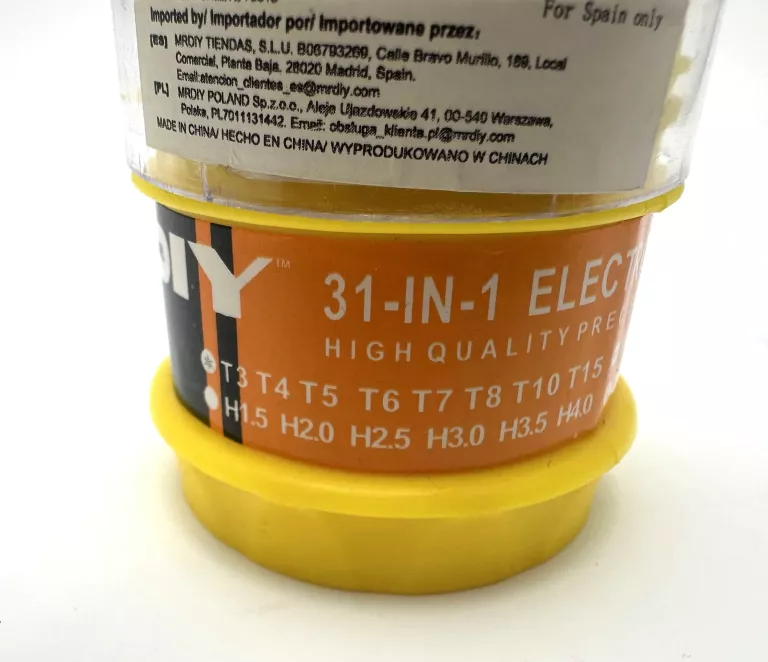 Imported by/ Importador por/ Importowane przez:
For Spain only
[ES] MRDIY TIENDAS, S.L.U. B06793269, Calle Bravo Murillo, 189, Local
Comercial, Planta Baja, 28020 Madrid, Spain.
Email:atencion_clientes_es@mrdiy.com
[PL] MRDIY POLAND Sp.z.o.o., Aleje Ujazdowskie 41, 00-540 Warszawa,
Polska, PL7011131442. Email: obsluga_klienta.pl@mrdiy.com
MADE IN CHINA/ HECHO EN CHINA/ WYPRODUKOWANO W CHINACH
DIY™
31-IN-1 ELECT
HIGH QUALITY PRE
T3 T4 T5 T6 T7 T8 T10 T15
H1.5 H2.0 H2.5 H3.0 H3.5 H4.0